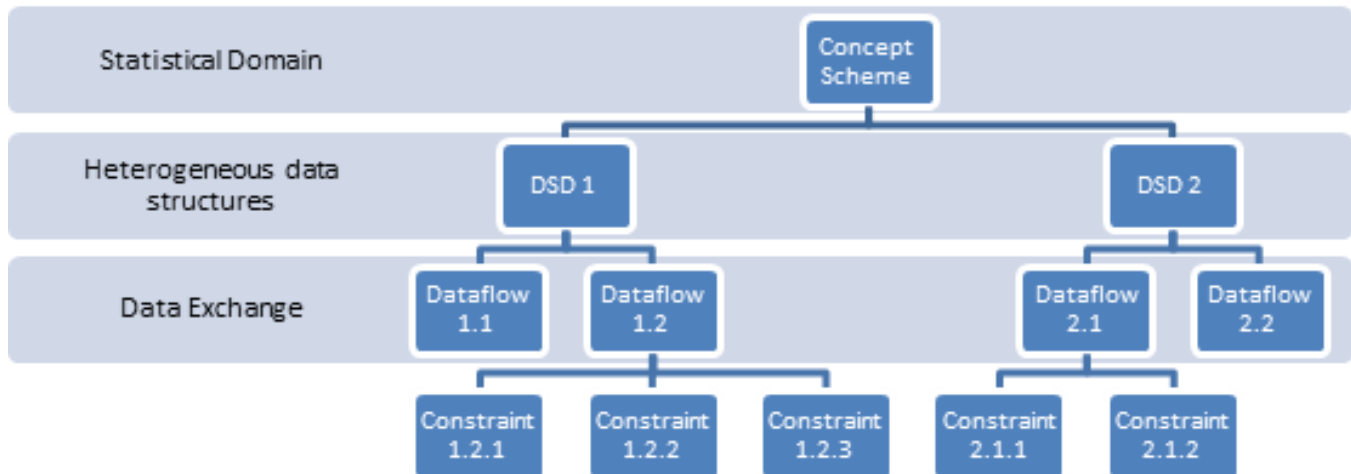 Statistical Domain
Concept
Scheme
Heterogeneous data
structures
DSD 1
DSD 2
Data Exchange
Dataflow
1.1
Dataflow
1.2
Dataflow
2.1
Dataflow
2.2
Constraint
1.2.1
Constraint
1.2.2
Constraint
1.2.3
Constraint
2.1.1
Constraint
2.1.2